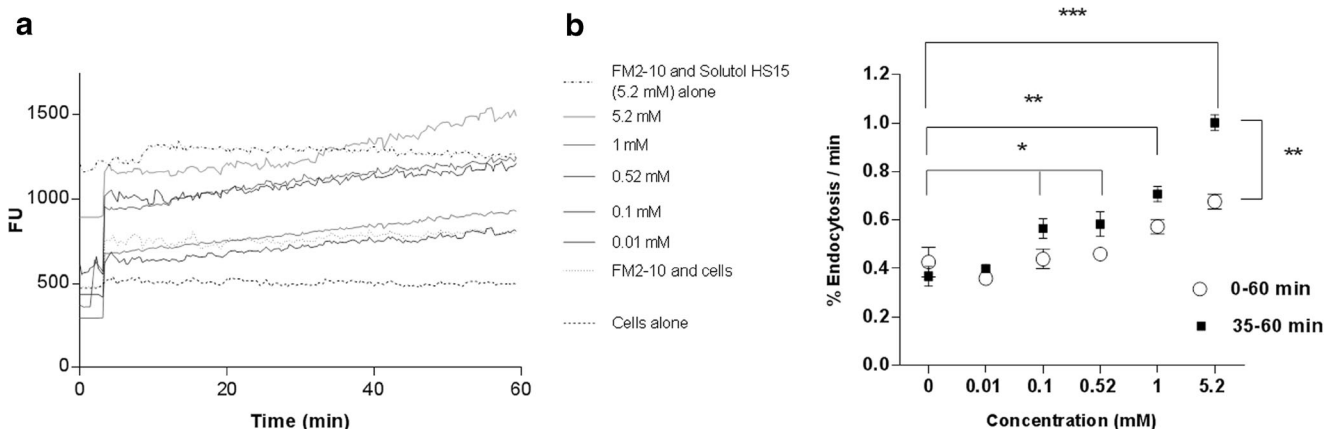 a
FU
1500
1000
500
0
0
20
40
60
Time (min)
FM2-10 and Solutol HS15
(5.2 mM) alone
5.2 mM
1 mM
0.52 mM
0.1 mM
0.01 mM
FM2-10 and cells
Cells alone
b
% Endocytosis / min
1.2
1.0
0.8
0.6
0.4
0.2
0.0
***
**
*
**
0-60 min
35-60 min
0
0.01
0.1
0.52
1
5.2
Concentration (mM)